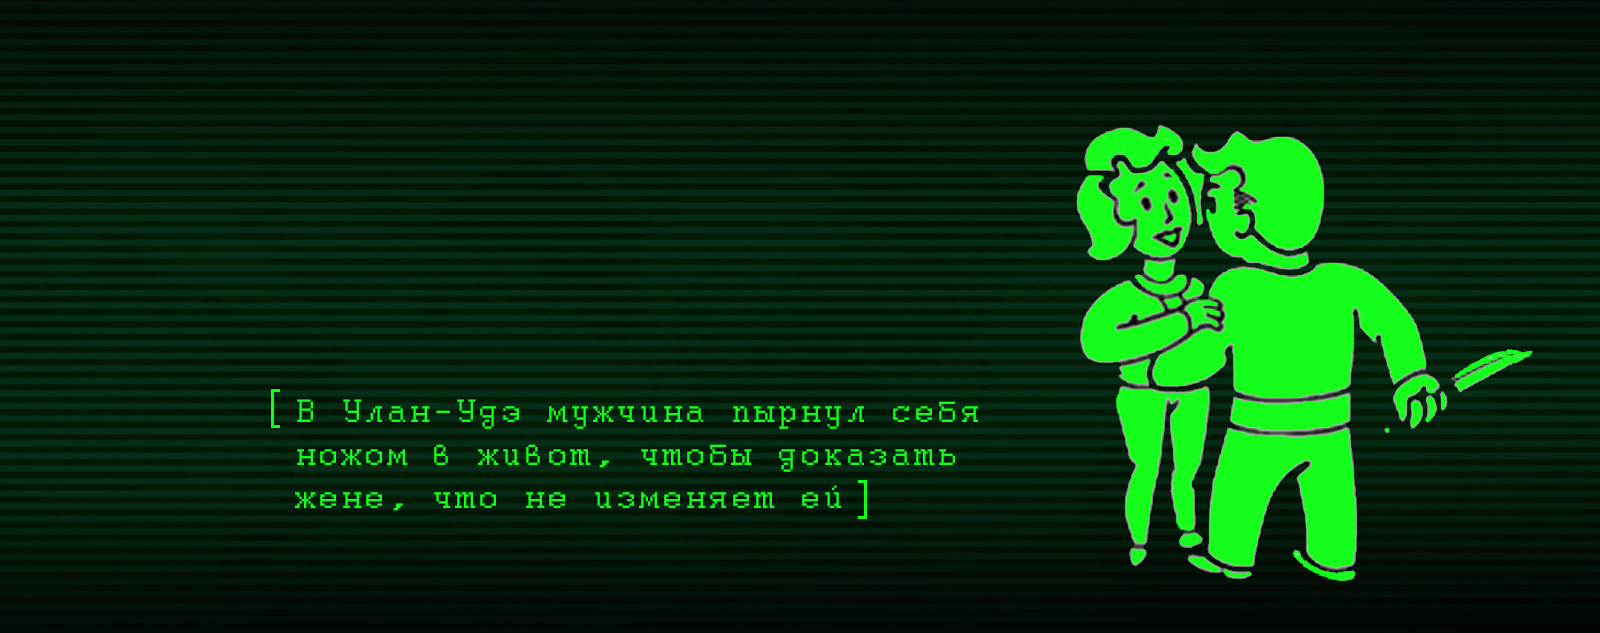 [В Улан-Удэ мужчина пырнул себя
ножом в живот, чтобы доказать
жене, что не изменяет ей]